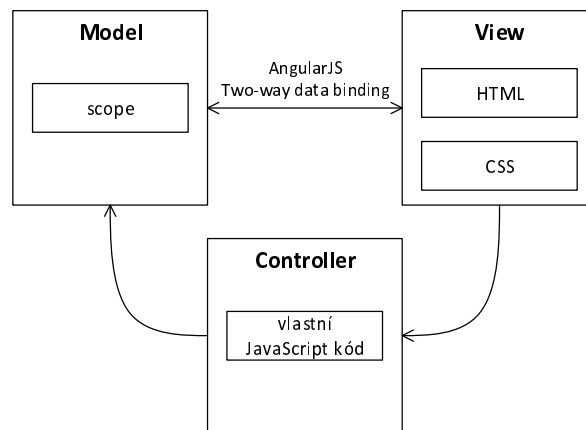 Model
scope
AngularJS
Two-way data binding
View
HTML
CSS
Controller
vlastní
JavaScript kód